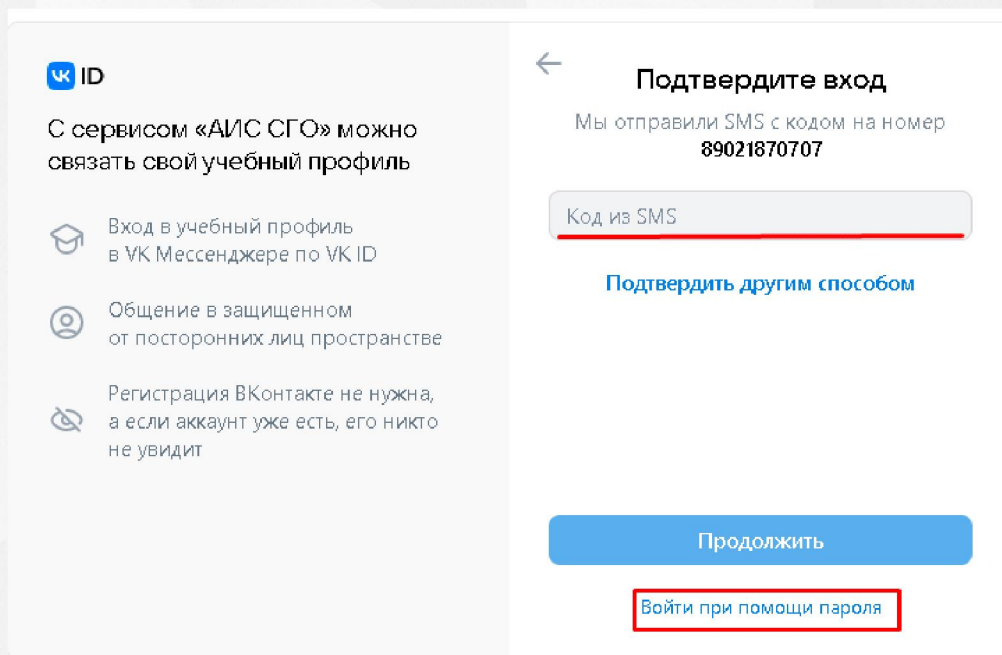 VK ID
С сервисом «АИС СГО» можно
связать свой учебный профиль
Вход в учебный профиль
в VK Мессенджере по VK ID
Общение в защищенном
от посторонних лиц пространстве
Регистрация ВКонтакте не нужна,
а если аккаунт уже есть, его никто
не увидит
Подтвердите вход
Мы отправили SMS с кодом на номер
89021870707
Код из SMS
Подтвердить другим способом
Продолжить
Войти при помощи пароля